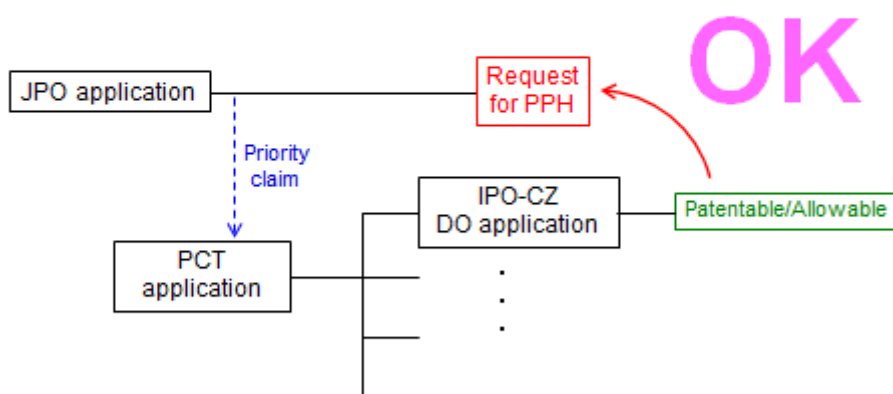 OK
Request
for PPH
JPO application
Priority
claim
IPO-CZ
DO application
Patentable/Allowable
PCT
application